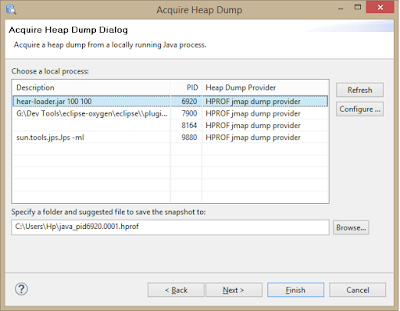 Acquire Heap Dump
Acquire Heap Dump Dialog
Acquire a heap dump from a locally running Java process.
Choose a local process:
Description PID Heap Dump Provider
hear-loader.jar 100 100 6920 HPROF jmap dump provider
G:\Dev Tools\eclipse-oxygen\eclipse\\plugi... 7900 HPROF jmap dump provider
8164 HPROF jmap dump provider
sun.tools.jps.Jps -ml 9880 HPROF jmap dump provider
Refresh
Configure ...
Specify a folder and suggested file to save the snapshot to:
C:\Users\Hp\java_pid6920.0001.hprof
Browse...
? < Back Next > Finish Cancel